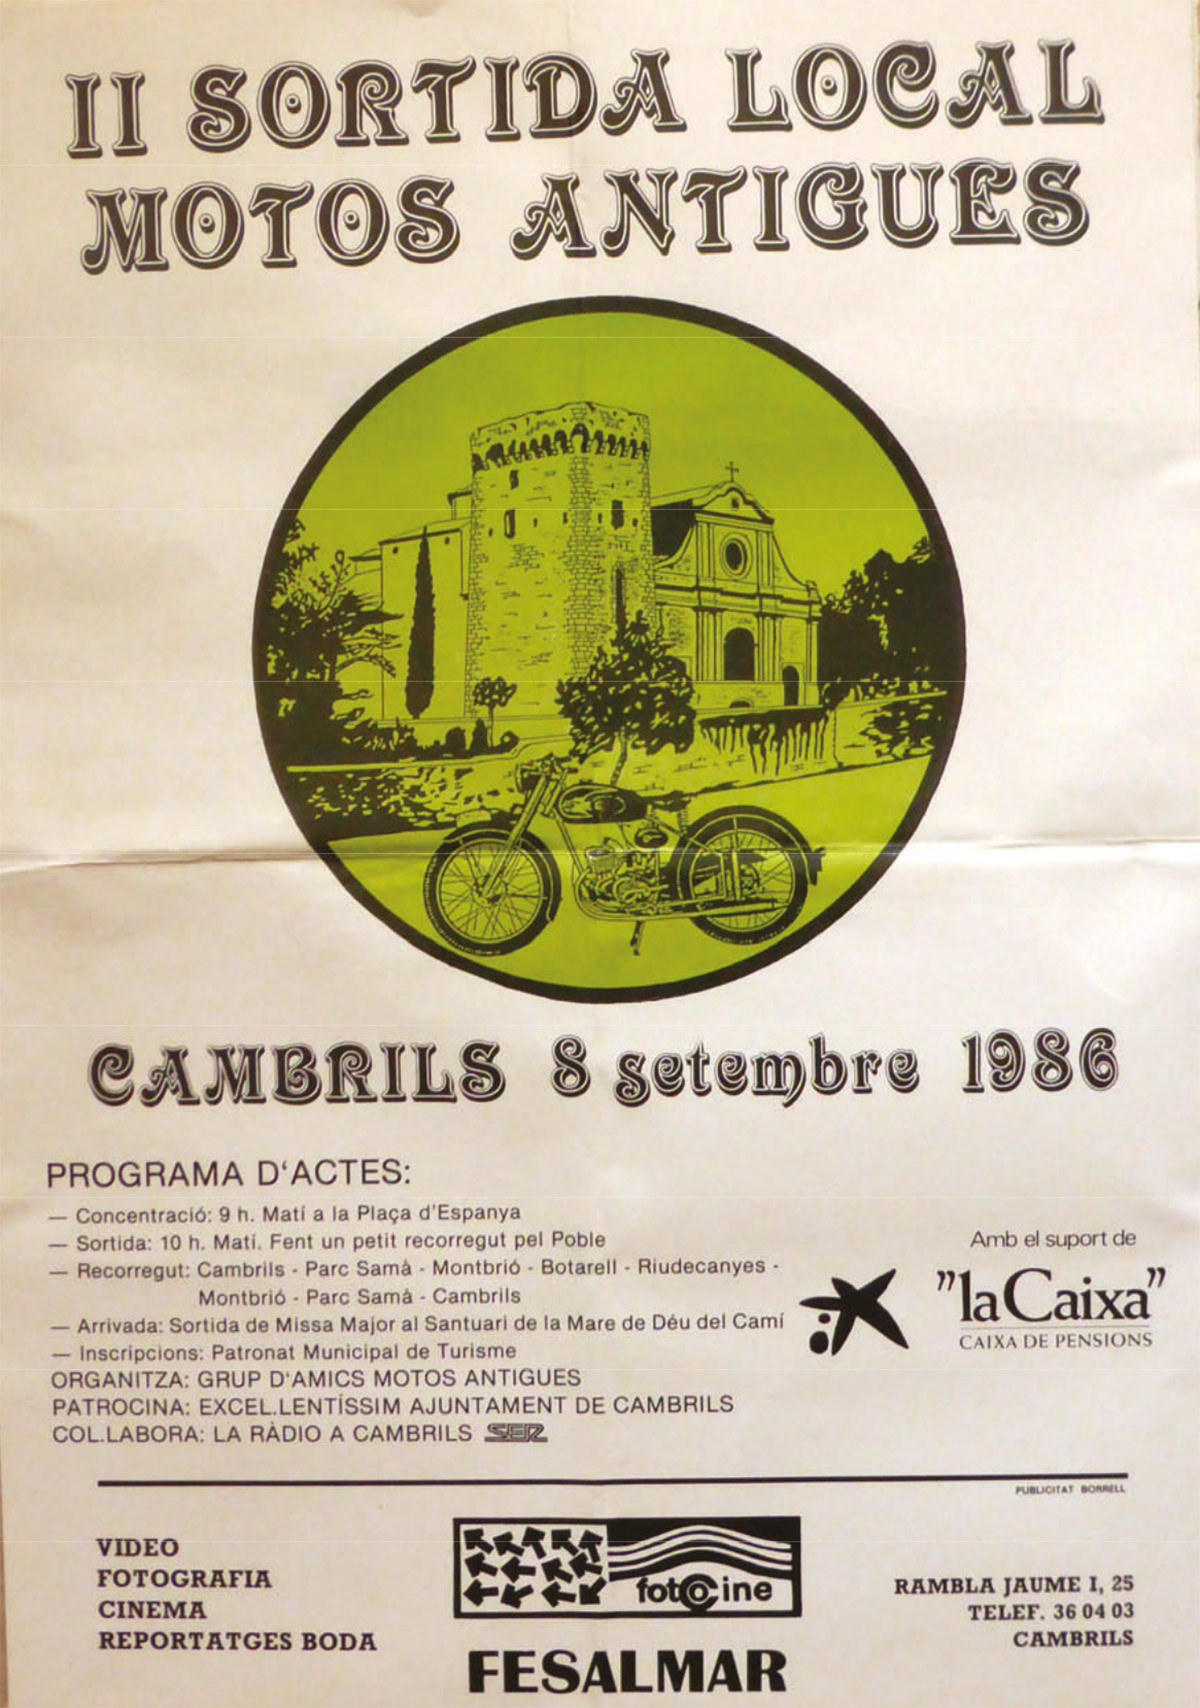 II SORTIDA LOCAL
MOTOS ANTIGUES
CAMBRILS 8 setembre 1986
PROGRAMA D'ACTES:
— Concentració: 9 h. Matí a la Plaça d'Espanya
— Sortida: 10 h. Matí. Fent un petit recorregut pel Poble
— Recorregut: Cambrils - Parc Samà - Montbrió - Botarell - Riudecanyes -
Montbrió - Parc Samà - Cambrils
— Arrivada: Sortida de Missa Major al Santuari de la Mare de Déu del Camí
— Inscripcions: Patronat Municipal de Turisme
ORGANITZA: GRUP D'AMICS MOTOS ANTIGUES
PATROCINA: EXCEL.LENTÍSSIM AJUNTAMENT DE CAMBRILS
COL.LABORA: LA RÀDIO A CAMBRILS SER
Amb el suport de
"la Caixa"
CAIXA DE PENSIONS
PUBLICITAT BORRELL
VIDEO
FOTOGRAFIA
CINEMA
REPORTATGES BODA
fotocine
FESALMAR
RAMBLA JAUME I, 25
TELEF. 36 04 03
CAMBRILS